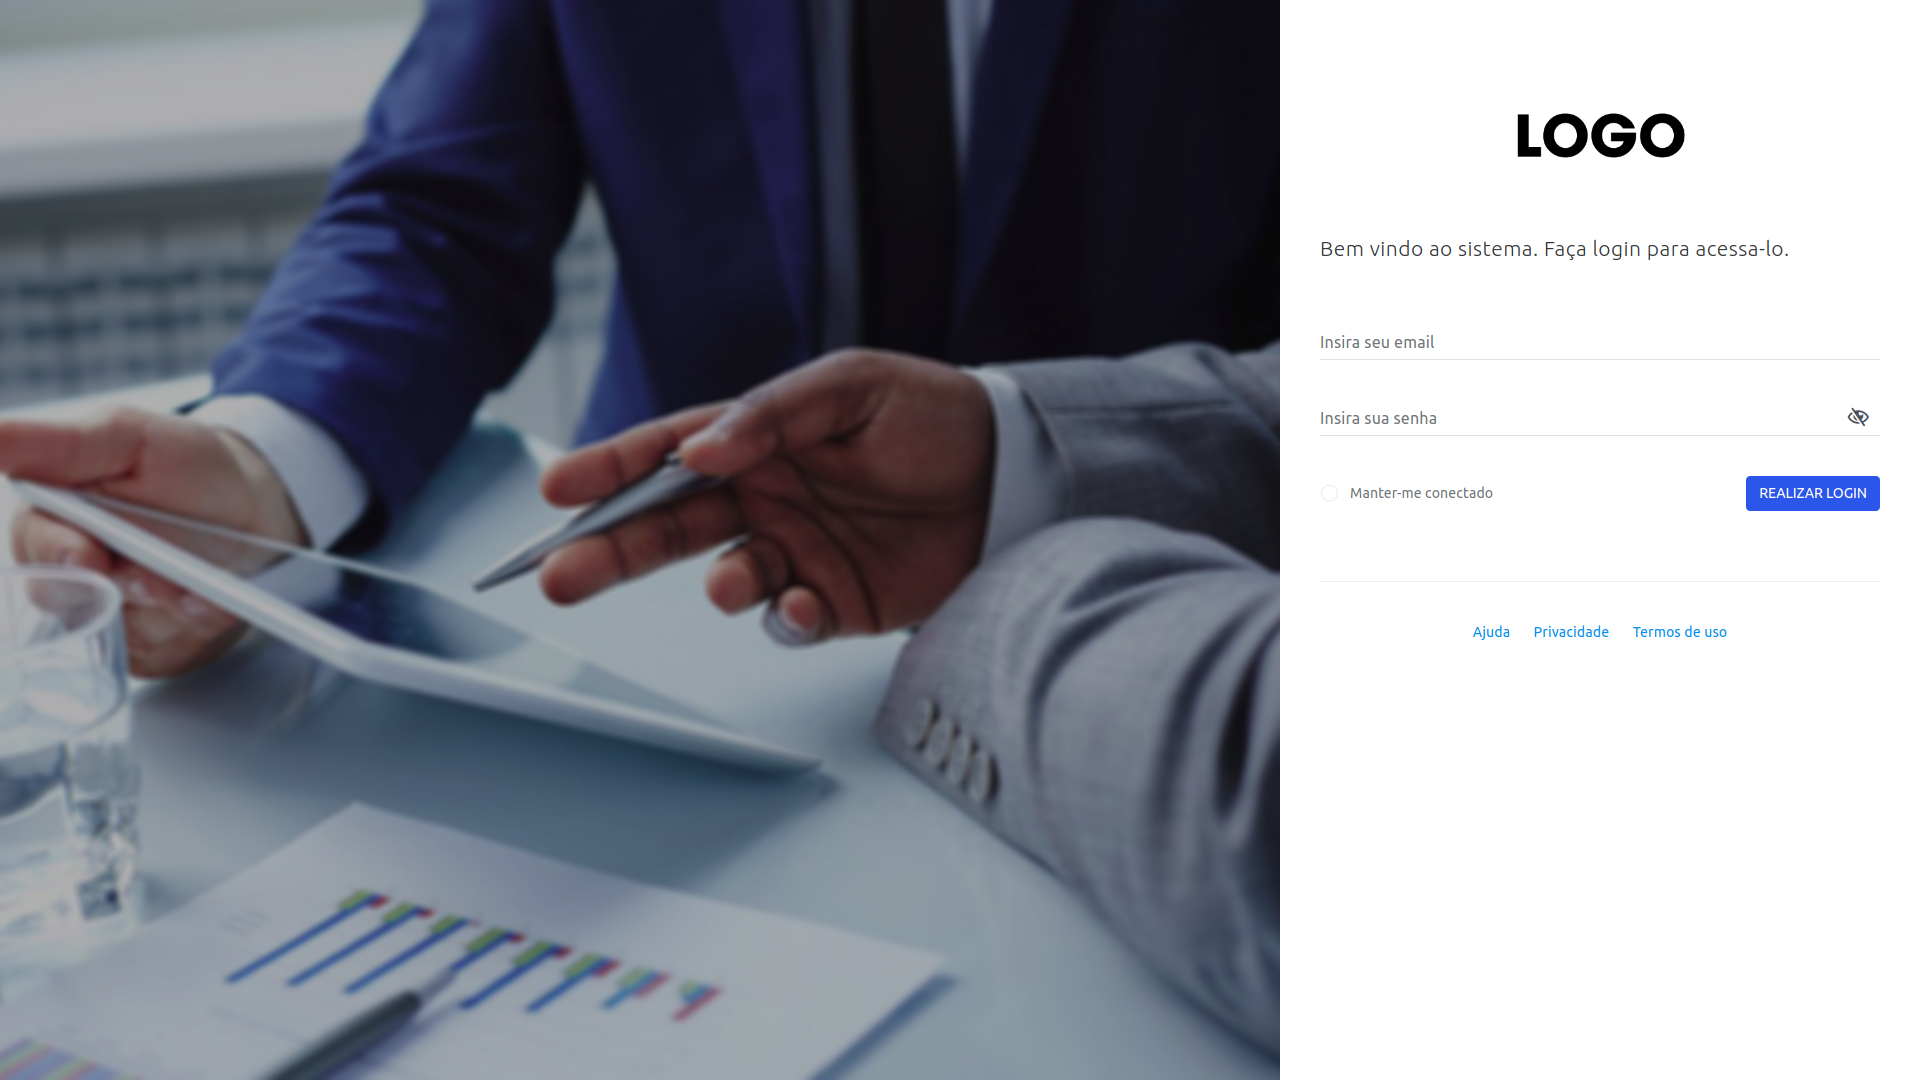 LOGO
Bem vindo ao sistema. Faça login para acessa-lo.
Insira seu email
Insira sua senha
Manter-me conectado
REALIZAR LOGIN
Ajuda
Privacidade
Termos de uso